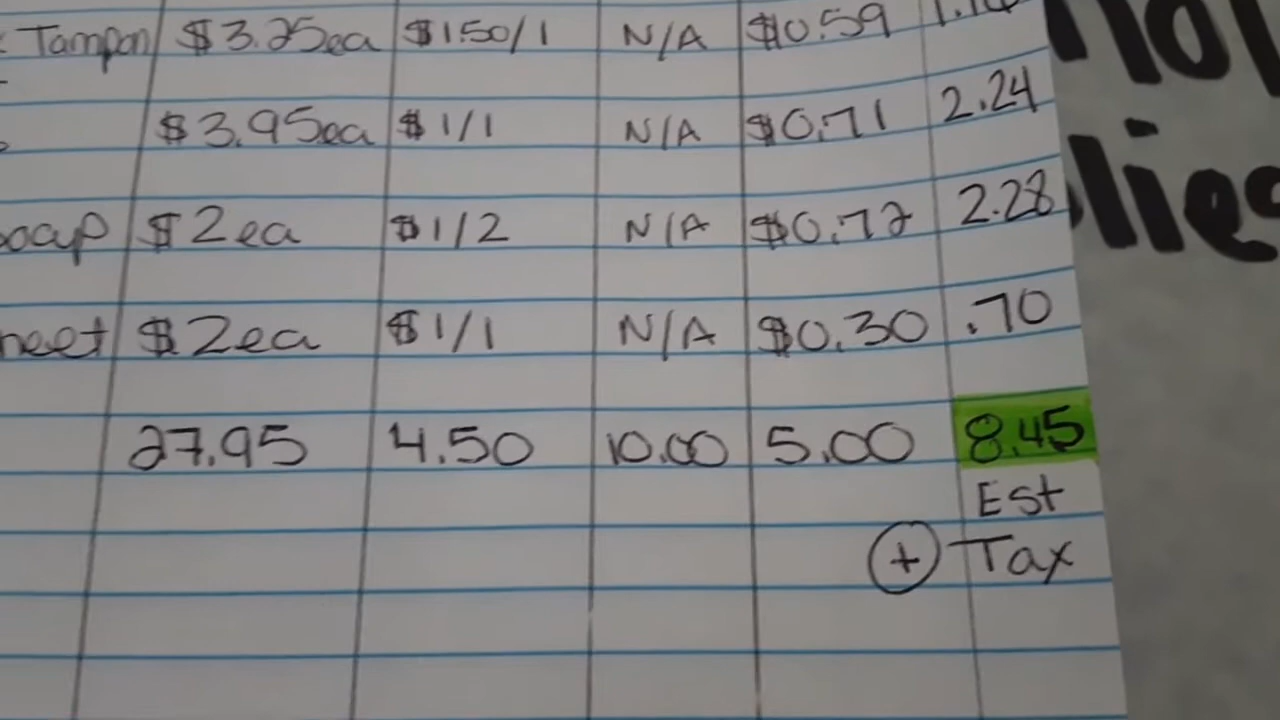 Tampon $3.25ea $1.50/1 N/A $0.59
$3.95ea $1/1 N/A $0.71 2.24
$2ea $1/2 N/A $0.72 2.28
$2ea $1/1 N/A $0.30 .70
27.95 4.50 10.00 5.00 8.45
Est
+ Tax